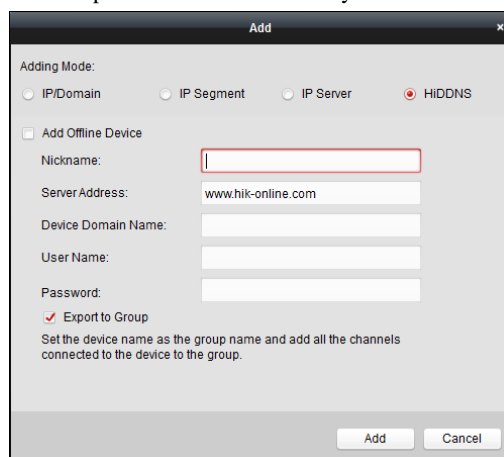 Add ×
Adding Mode:
IP/Domain IP Segment IP Server HiDDNS
Add Offline Device
Nickname:
Server Address: www.hik-online.com
Device Domain Name:
User Name:
Password:
Export to Group
Set the device name as the group name and add all the channels
connected to the device to the group.
Add Cancel